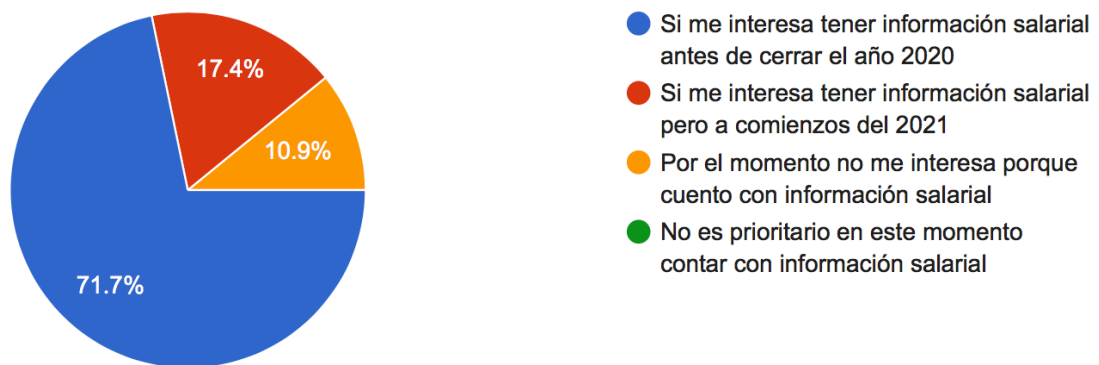 17.4%
10.9%
71.7%
Si me interesa tener información salarial
antes de cerrar el año 2020
Si me interesa tener información salarial
pero a comienzos del 2021
Por el momento no me interesa porque
cuento con información salarial
No es prioritario en este momento
contar con información salarial